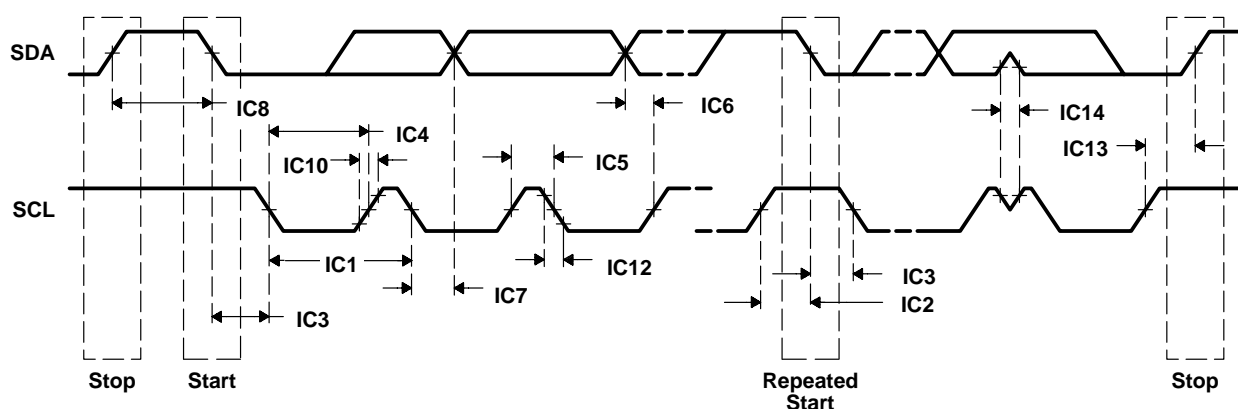 SDA
IC8
IC6
IC14
IC4
IC10
IC5
IC13
SCL
IC1
IC12
IC7
IC3
IC3
IC2
Stop
Start
Repeated
Start
Stop